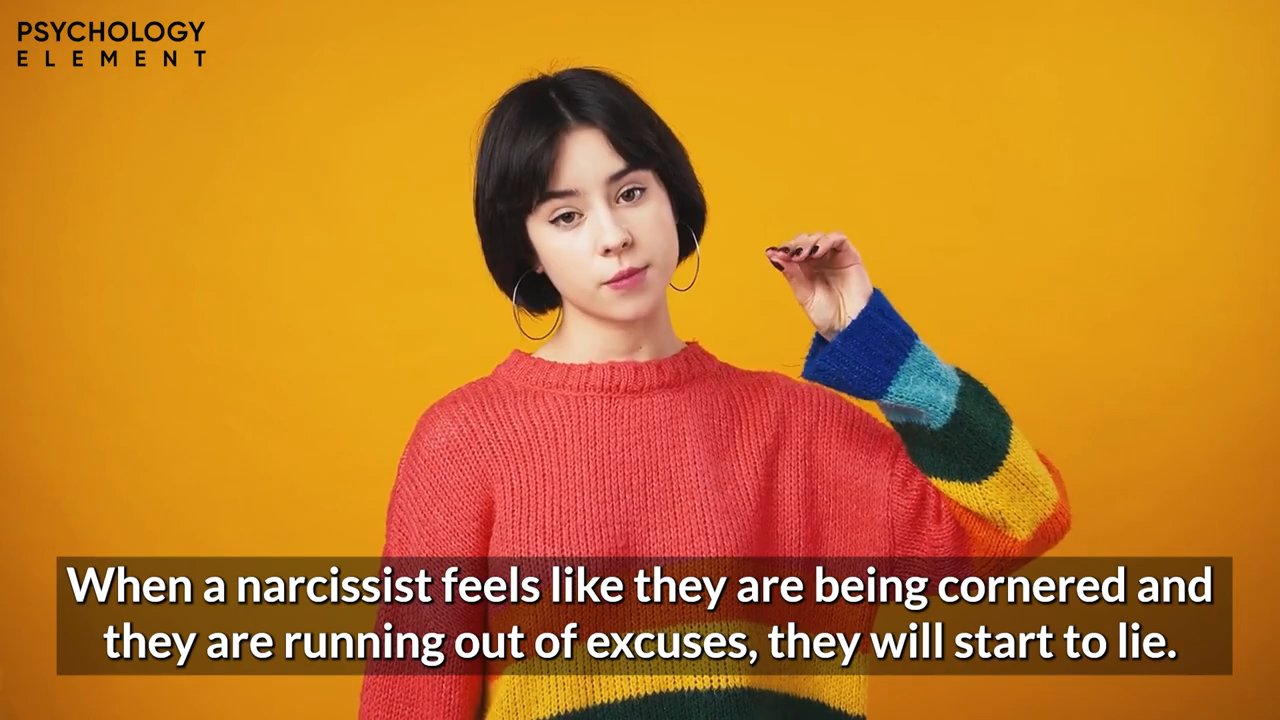 PSYCHOLOGY
ELEMENT
When a narcissist feels like they are being cornered and
they are running out of excuses, they will start to lie.